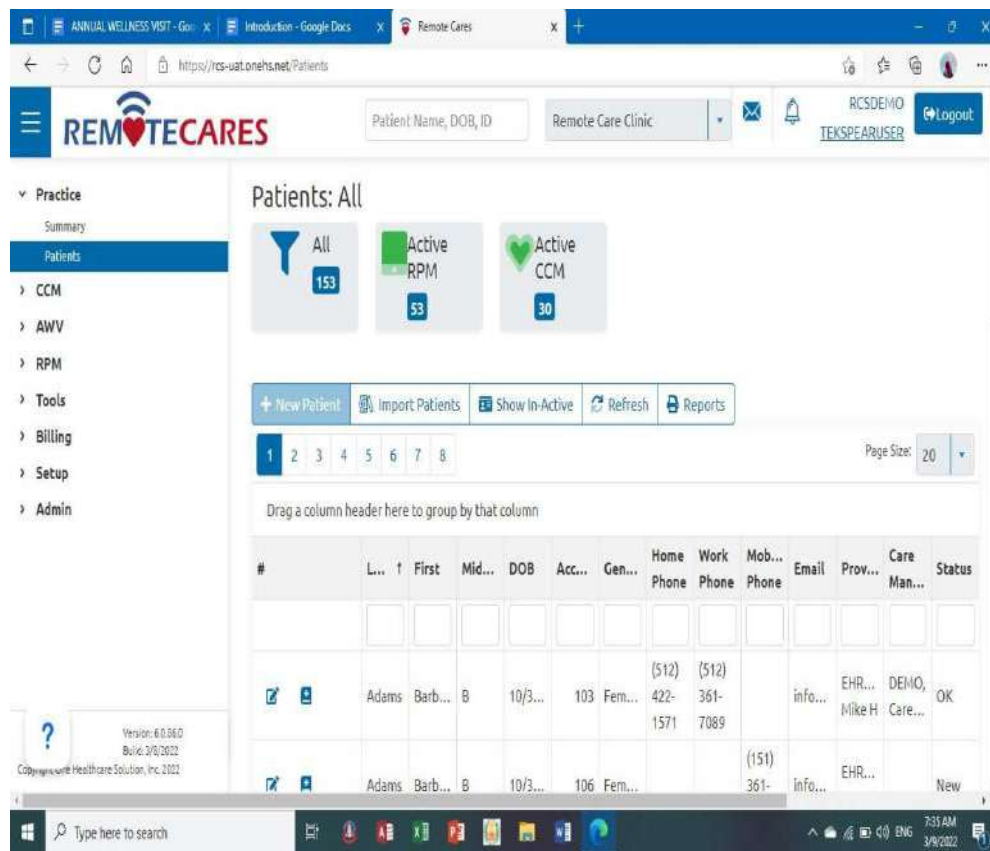 ANNUAL WELLNESS VISIT - Goo X
Introduction - Google Docs X
Remote Cares X
https://rcs-uat.onehs.net/Patients
REMOTECARES
Patient Name, DOB, ID
Remote Care Clinic
RCSDEMO
TEKSPEARUSER
Logout
Practice
Summary
Patients
CCM
AWV
RPM
Tools
Billing
Setup
Admin
Patients: All
All
153
Active
RPM
53
Active
CCM
30
+ New Patient Import Patients Show In-Active Refresh Reports
1 2 3 4 5 6 7 8
Page Size: 20
Drag a column header here to group by that column
# L... ↑ First Mid... DOB Acc... Gen... Home Phone Work Phone Mob... Phone Email Prov... Care Man... Status
Adams Barb... B 10/3... 103 Fem... (512) 422-1571 (512) 361-7089 info... EHR... Mike H DEMO, Care... OK
Adams Barb... B 10/3... 106 Fem... (151) 361- info... EHR... New
?
Version: 6.0.86.0
Build: 3/8/2022
Healthcare Solution, Inc. 2022
Type here to search
ENG
7:35 AM
3/9/2022